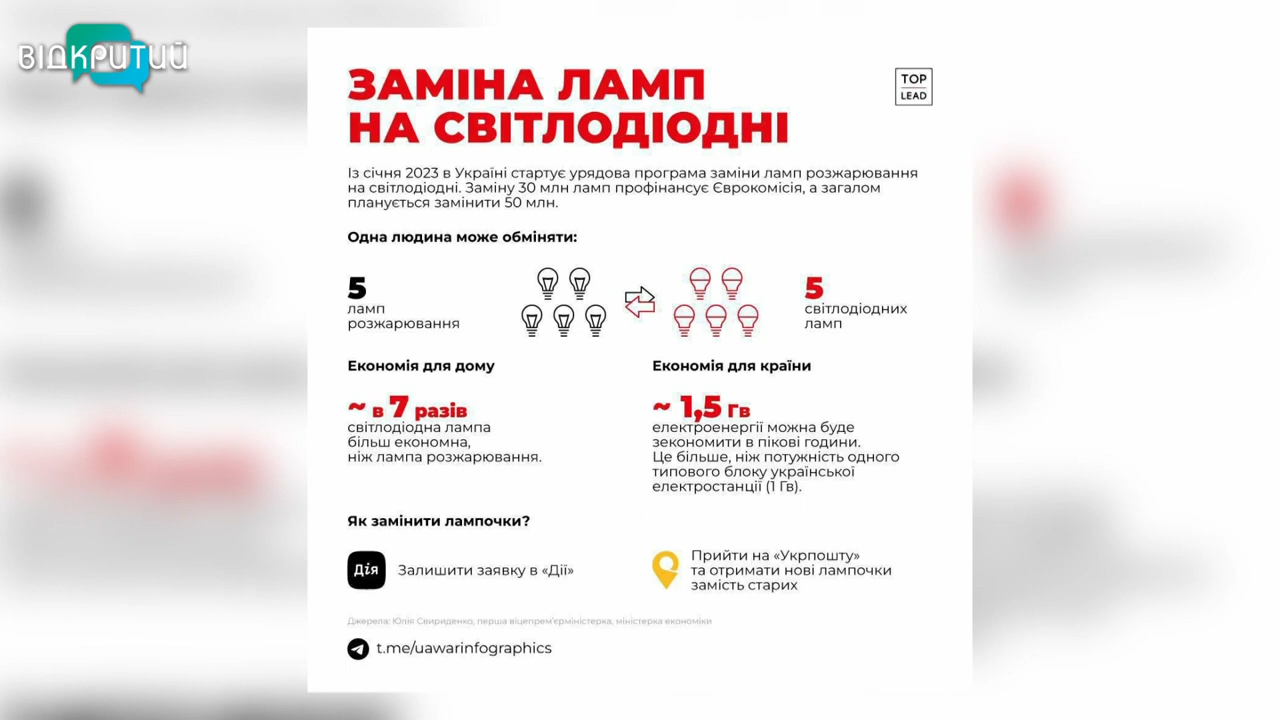 ВІДКРИТИЙ
ЗАМІНА ЛАМП
НА СВІТЛОДІОДНІ
TOP
LEAD
Із січня 2023 в Україні стартує урядова програма заміни ламп розжарювання
на світлодіодні. Заміну 30 млн ламп профінансує Єврокомісія, а загалом
планується замінити 50 млн.
Одна людина може обміняти:
5
ламп
розжарювання
5
світлодіодних
ламп
Економія для дому
~ в 7 разів
світлодіодна лампа
більш економна,
ніж лампа розжарювання.
Економія для країни
~ 1,5 Гв
електроенергії можна буде
зекономити в пікові години.
Це більше, ніж потужність одного
типового блоку української
електростанції (1 Гв).
Як замінити лампочки?
Дія
Залишити заявку в «Дії»
Прийти на «Укрпошту»
та отримати нові лампочки
замість старих
Джерела: Юлія Свириденко, перша віцепрем'єрміністерка, міністерка економіки
t.me/uawarinfographics